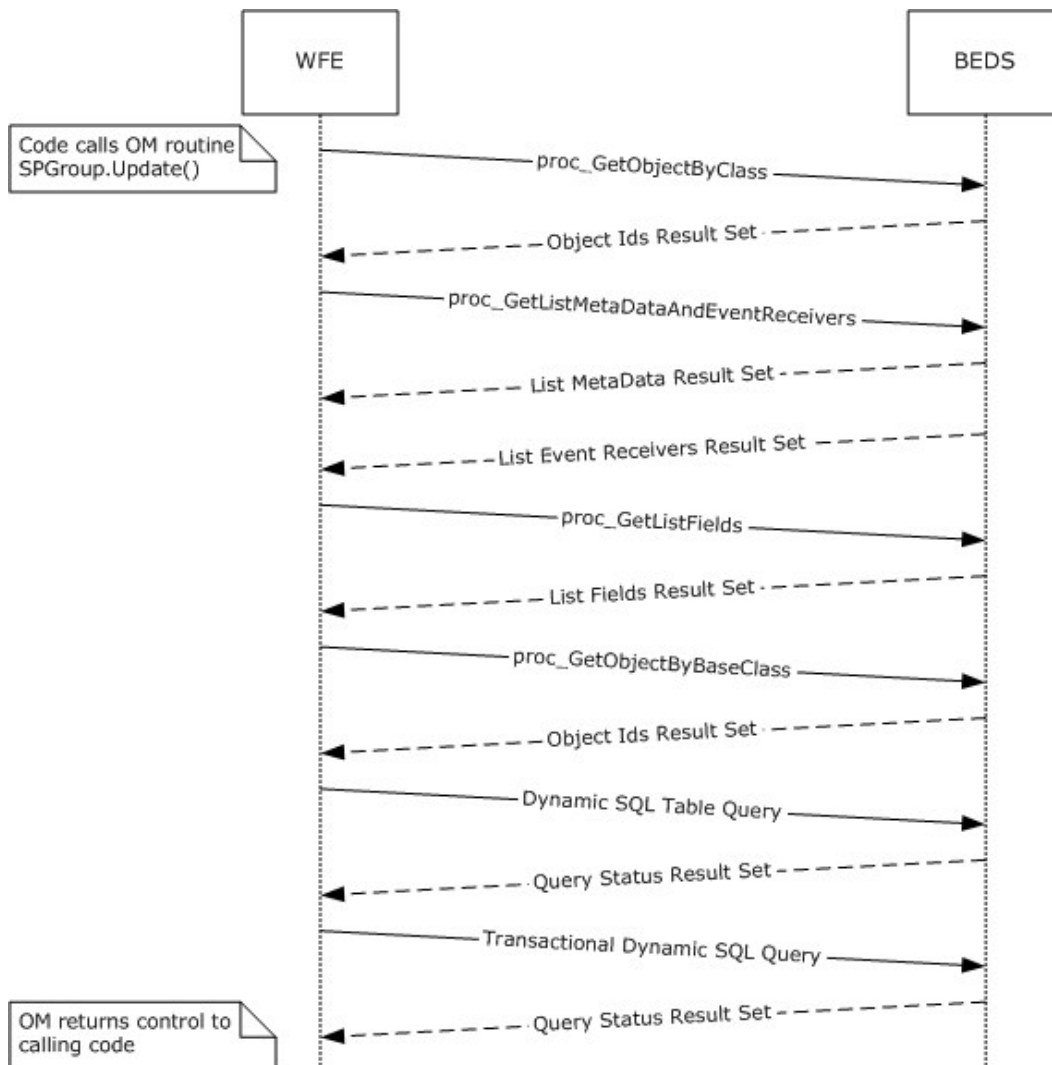 WFE
BEDS
Code calls OM routine
SPGroup.Update()
proc_GetObjectByClass
Object Ids Result Set
proc_GetListMetaDataAndEventReceivers
List MetaData Result Set
List Event Receivers Result Set
proc_GetListFields
List Fields Result Set
proc_GetObjectByBaseClass
Object Ids Result Set
Dynamic SQL Table Query
Query Status Result Set
Transactional Dynamic SQL Query
Query Status Result Set
OM returns control to
calling code